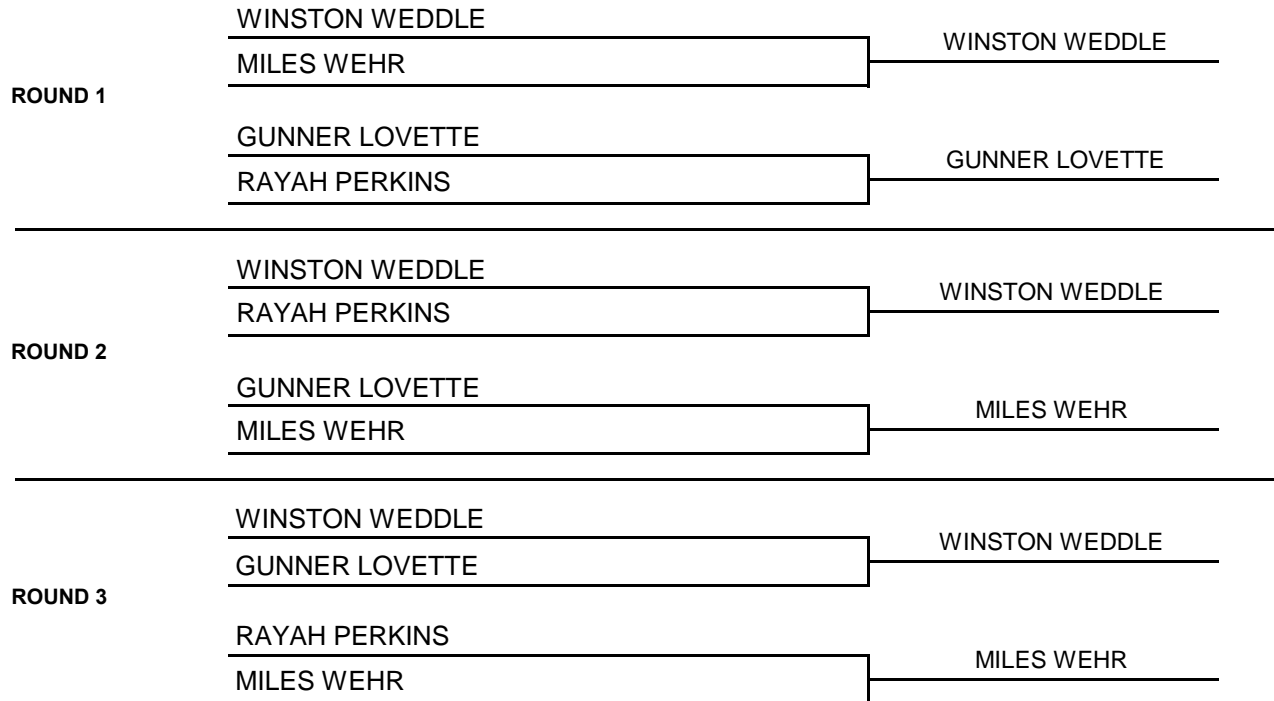 WINSTON WEDDLE
WINSTON WEDDLE
MILES WEHR
ROUND 1
GUNNER LOVETTE
GUNNER LOVETTE
RAYAH PERKINS
WINSTON WEDDLE
WINSTON WEDDLE
RAYAH PERKINS
ROUND 2
GUNNER LOVETTE
MILES WEHR
MILES WEHR
WINSTON WEDDLE
WINSTON WEDDLE
GUNNER LOVETTE
ROUND 3
RAYAH PERKINS
MILES WEHR
MILES WEHR